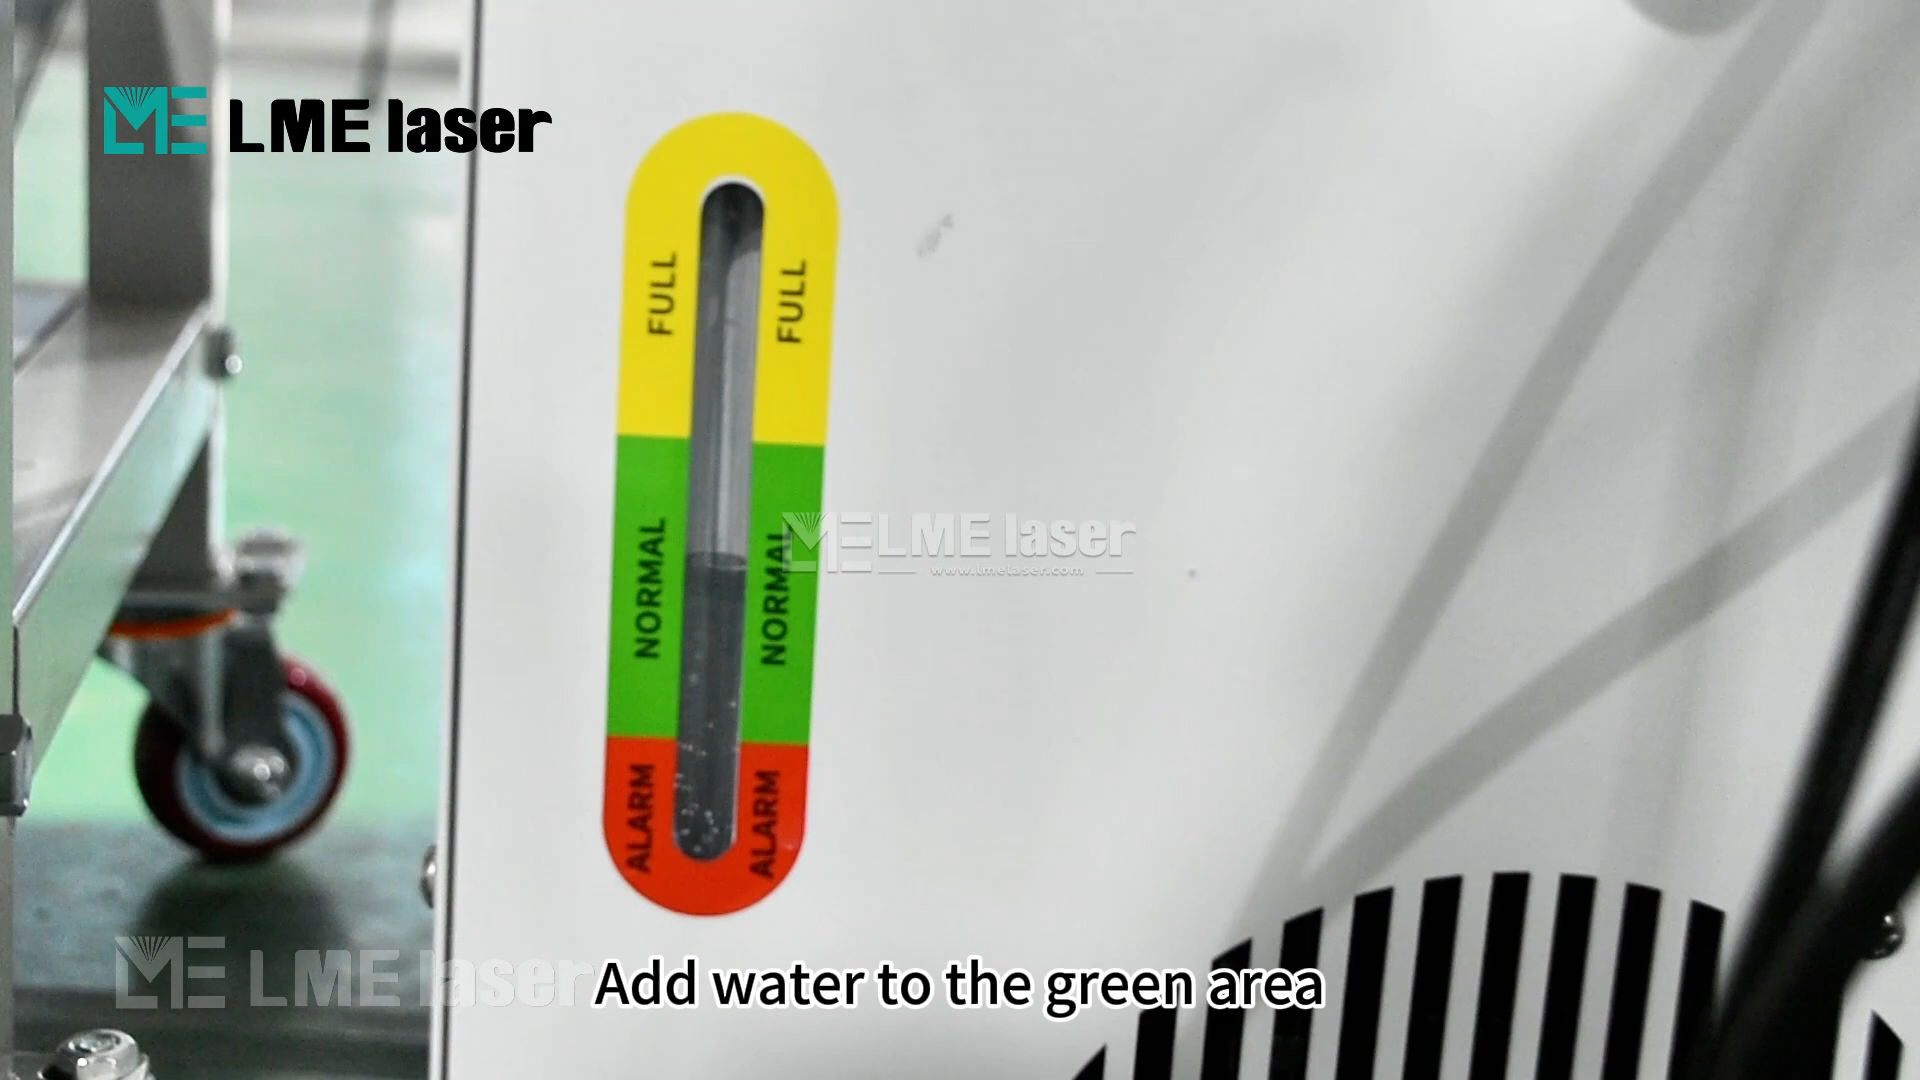 LME laser
FULL
FULL
NORMAL
NORMAL
LME laser
www.lmelaser.com
ALARM
ALARM
LME laser
Add water to the green area